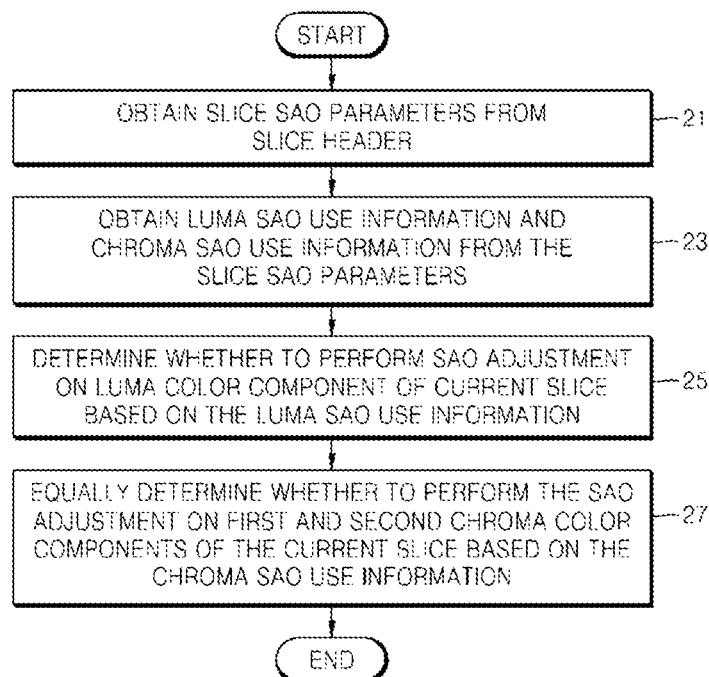 START
OBTAIN SLICE SAO PARAMETERS FROM
SLICE HEADER
21
OBTAIN LUMA SAO USE INFORMATION AND
CHROMA SAO USE INFORMATION FROM THE
SLICE SAO PARAMETERS
23
DETERMINE WHETHER TO PERFORM SAO ADJUSTMENT
ON LUMA COLOR COMPONENT OF CURRENT SLICE
BASED ON THE LUMA SAO USE INFORMATION
25
EQUALLY DETERMINE WHETHER TO PERFORM THE SAO
ADJUSTMENT ON FIRST AND SECOND CHROMA COLOR
COMPONENTS OF THE CURRENT SLICE BASED ON THE
CHROMA SAO USE INFORMATION
27
END